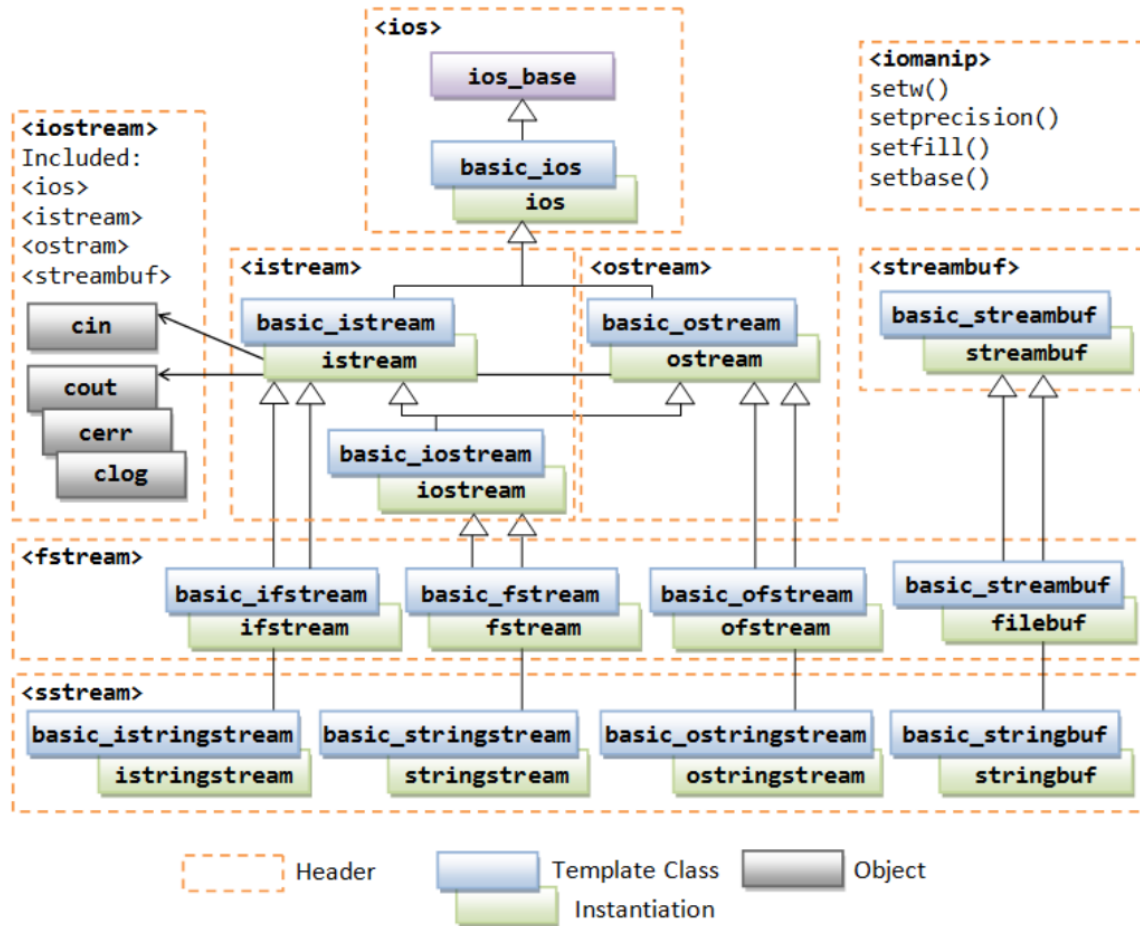 <ios>
ios_base
basic_ios
ios
<iomanip>
setw()
setprecision()
setfill()
setbase()
<iostream>
Included:
<ios>
<istream>
<ostram>
<streambuf>
cin
cout
cerr
clog
<istream>
basic_istream
istream
basic_iostream
iostream
<ostream>
basic_ostream
ostream
<streambuf>
basic_streambuf
streambuf
<fstream>
basic_ifstream
ifstream
basic_fstream
fstream
basic_ofstream
ofstream
basic_streambuf
filebuf
<sstream>
basic_istringstream
istringstream
basic_stringstream
stringstream
basic_ostringstream
ostringstream
basic_stringbuf
stringbuf
Header
Template Class
Instantiation
Object